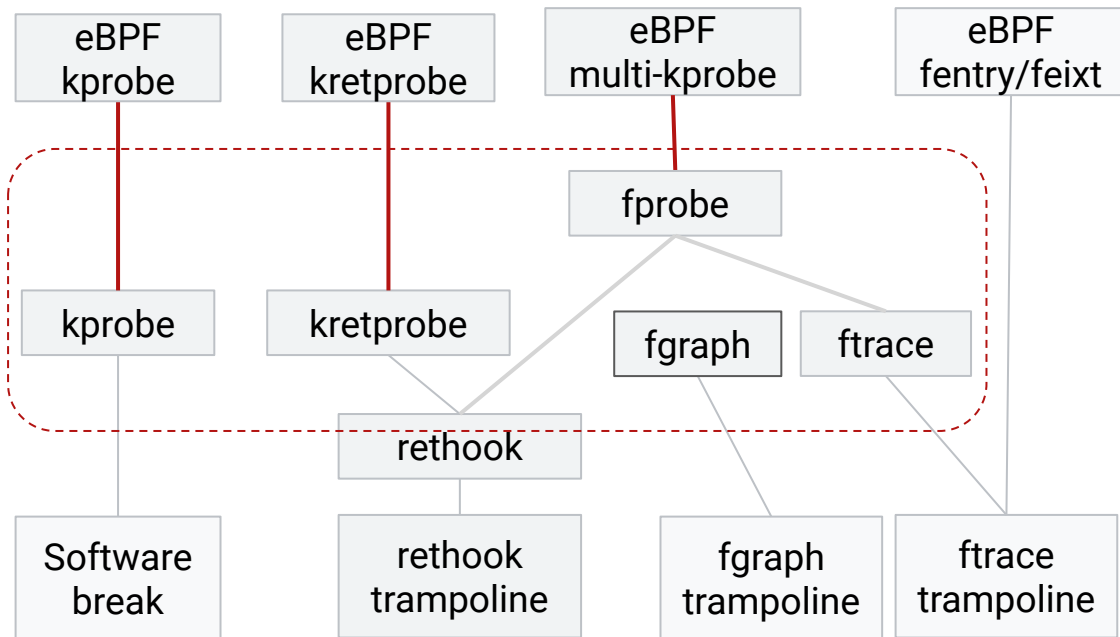 eBPF
kprobe
eBPF
kretprobe
eBPF
multi-kprobe
eBPF
fentry/feixt
fprobe
kprobe
kretprobe
fgraph
ftrace
rethook
Software
break
rethook
trampoline
fgraph
trampoline
ftrace
trampoline